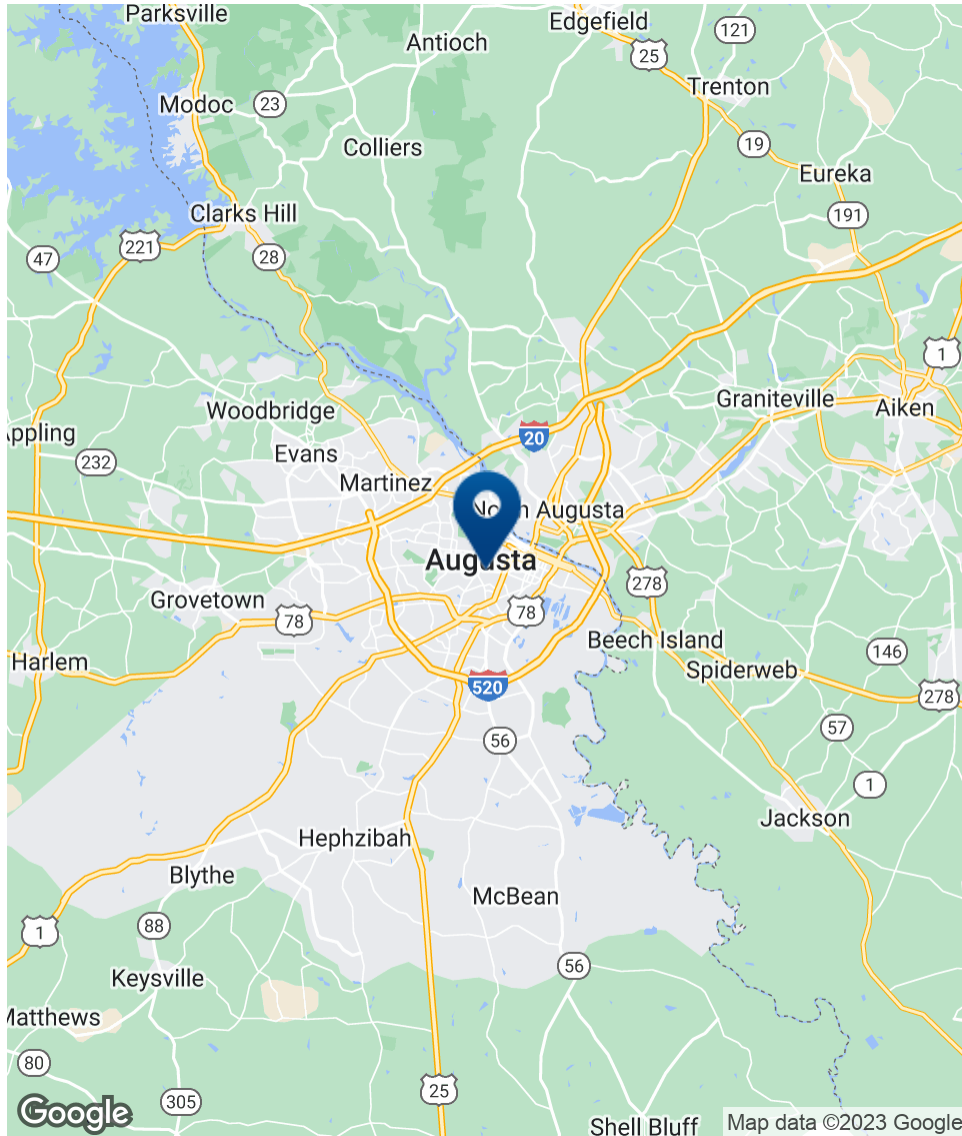 Parksville
Edgefield
121
Antioch
25
Trenton
Modoc
23
19
Colliers
Eureka
191
Clarks Hill
221
47
28
1
Graniteville
Aiken
Woodbridge
Appling
20
Evans
232
Martinez
North Augusta
Augusta
278
Grovetown
78
78
Beech Island
Harlem
146
Spiderweb
520
278
57
56
1
Jackson
Hephzibah
Blythe
McBean
88
1
56
Keysville
Matthews
80
25
305
Google
Shell Bluff
Map data ©2023 Google